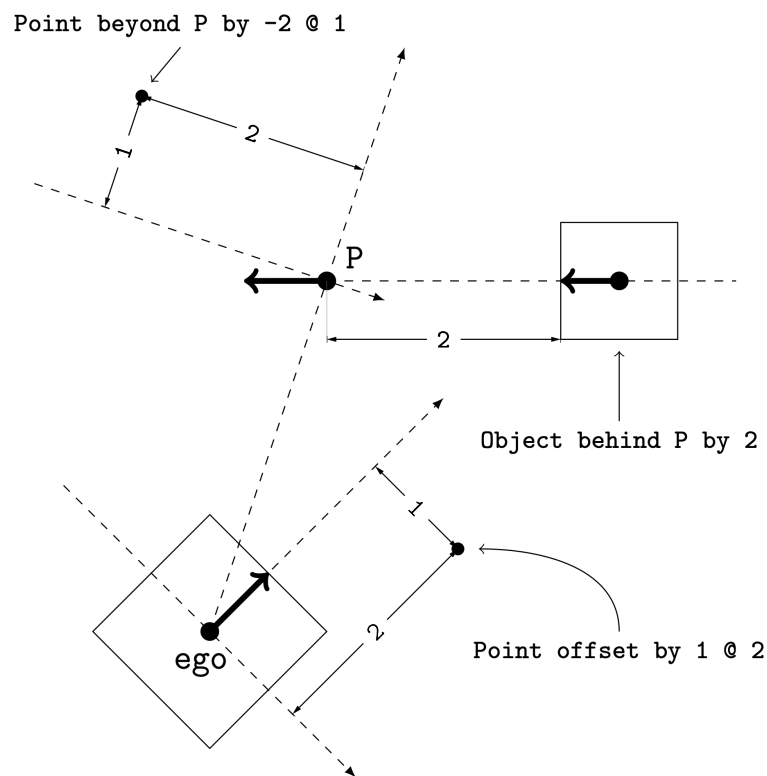 Point beyond P by -2 @ 1
2
1
P
2
Object behind P by 2
1
2
ego
Point offset by 1 @ 2